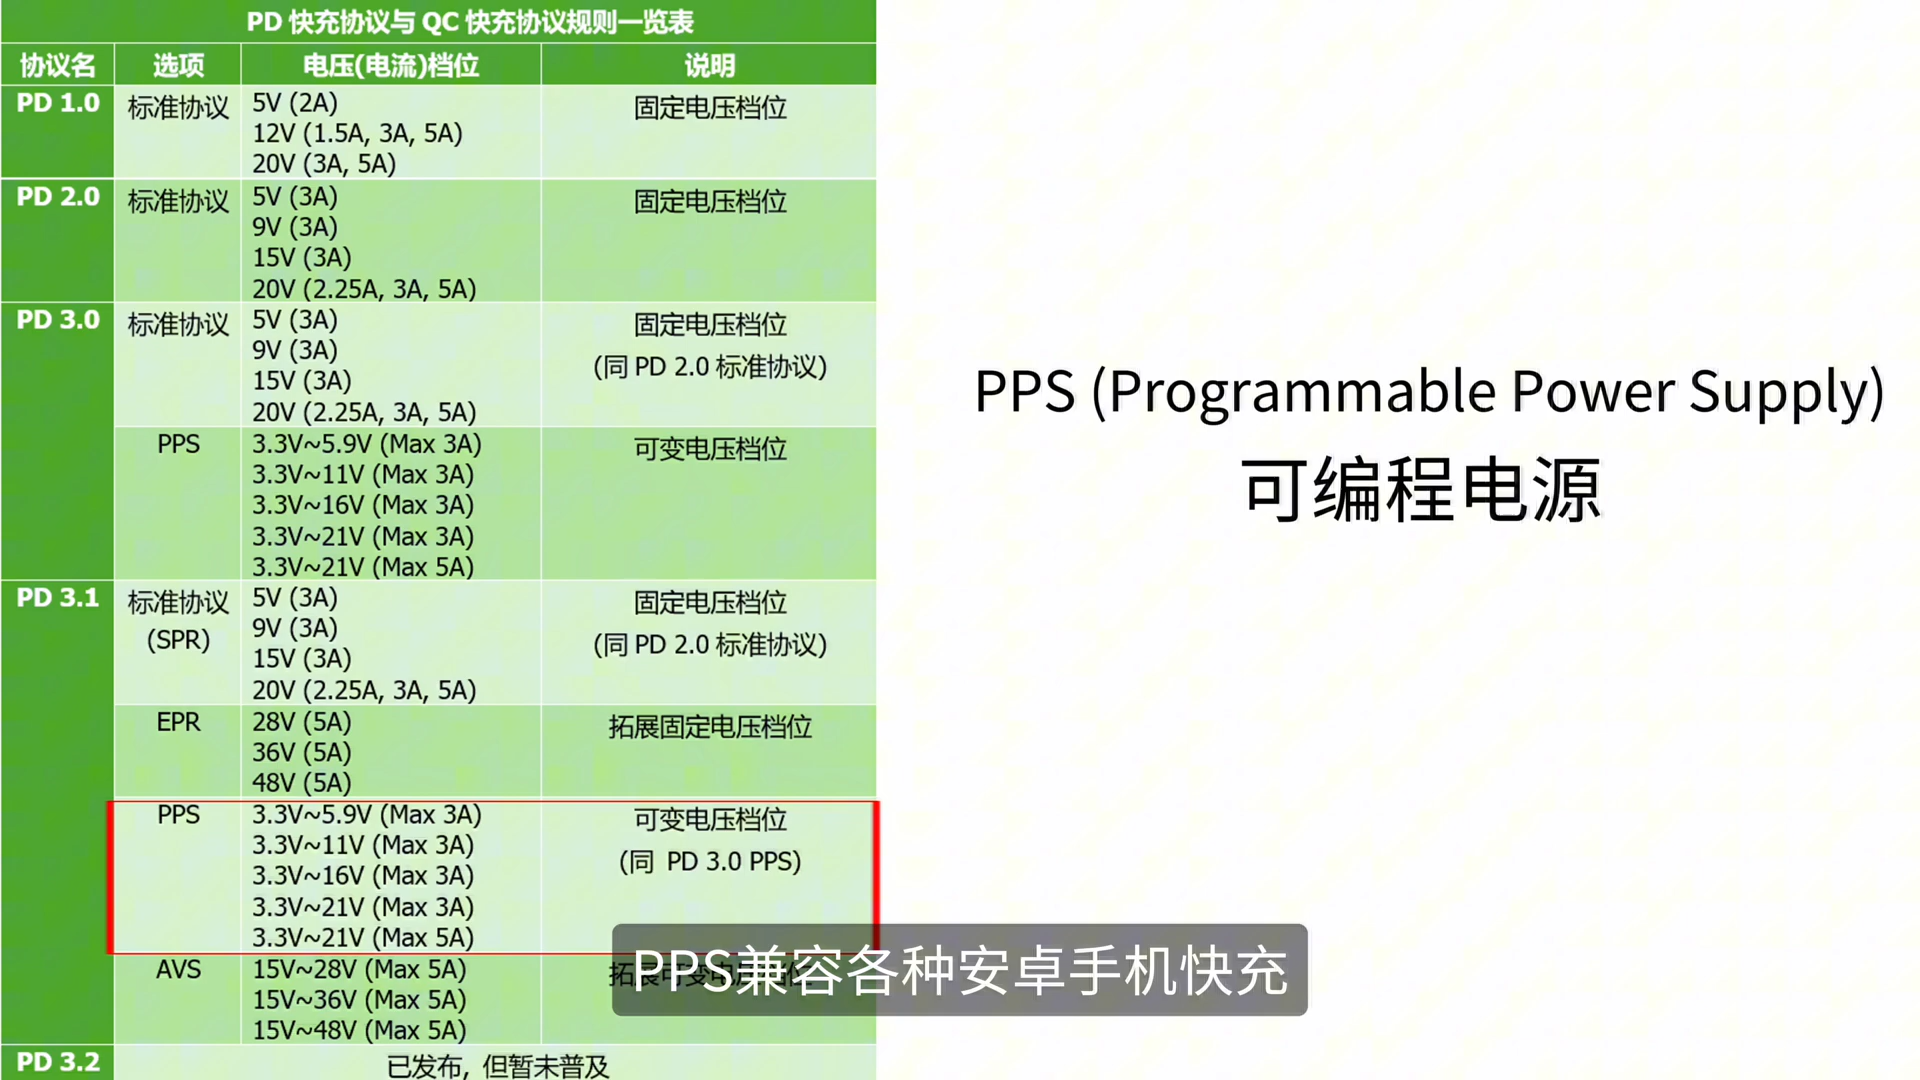 PD 快充协议与 QC 快充协议规则一览表
协议名 选项 电压(电流)档位 说明
PD 1.0 标准协议 5V (2A) 固定电压档位
12V (1.5A, 3A, 5A)
20V (3A, 5A)
PD 2.0 标准协议 5V (3A) 固定电压档位
9V (3A)
15V (3A)
20V (2.25A, 3A, 5A)
PD 3.0 标准协议 5V (3A) 固定电压档位
9V (3A) (同 PD 2.0 标准协议)
15V (3A)
20V (2.25A, 3A, 5A)
PPS 3.3V~5.9V (Max 3A) 可变电压档位
3.3V~11V (Max 3A)
3.3V~16V (Max 3A)
3.3V~21V (Max 3A)
3.3V~21V (Max 5A)
PD 3.1 标准协议 5V (3A) 固定电压档位
(SPR) 9V (3A) (同 PD 2.0 标准协议)
15V (3A)
20V (2.25A, 3A, 5A)
EPR 28V (5A) 拓展固定电压档位
36V (5A)
48V (5A)
PPS 3.3V~5.9V (Max 3A) 可变电压档位
3.3V~11V (Max 3A) (同 PD 3.0 PPS)
3.3V~16V (Max 3A)
3.3V~21V (Max 3A)
3.3V~21V (Max 5A)
AVS 15V~28V (Max 5A) 拓展可变电压档位
15V~36V (Max 5A)
15V~48V (Max 5A)
PD 3.2 已发布, 但暂未普及
PPS (Programmable Power Supply)
可编程电源
PPS兼容各种安卓手机快充